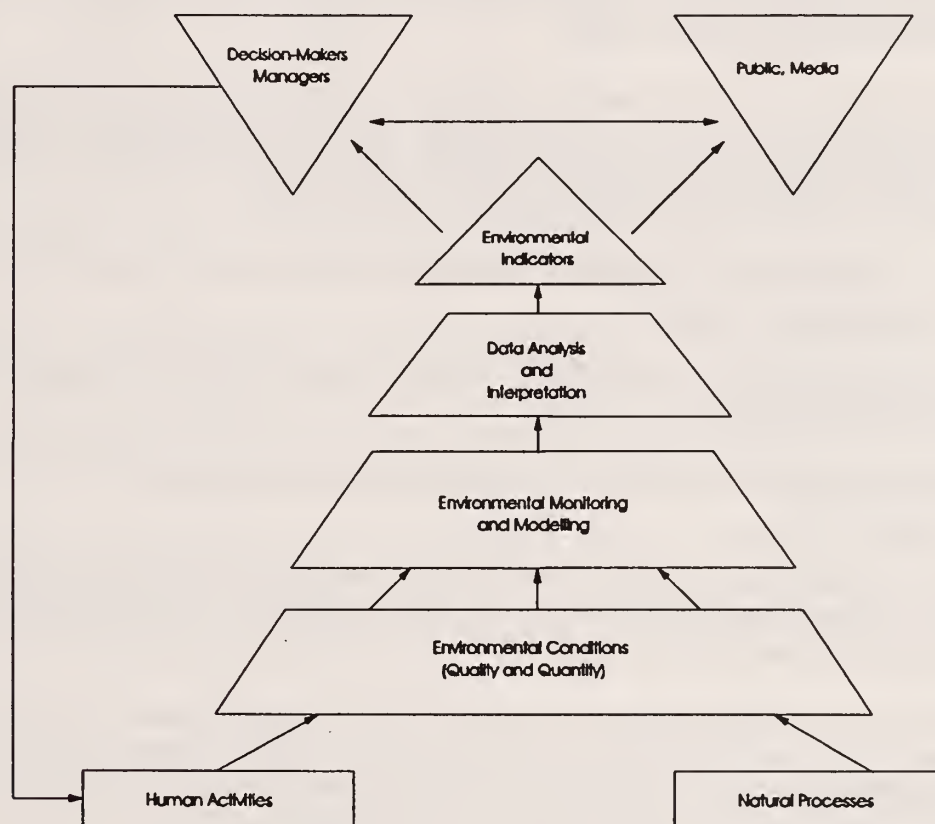 Decision-Makers
Managers
Public, Media
Environmental
Indicators
Data Analysis
and
Interpretation
Environmental Monitoring
and Modelling
Environmental Conditions
(Quality and Quantity)
Human Activities
Natural Processes